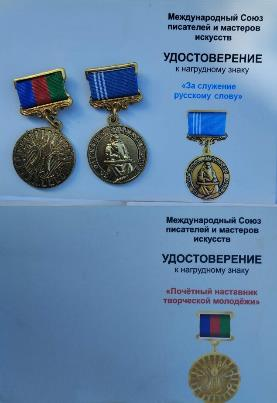 Международный Союз
писателей и мастеров
искусств
УДОСТОВЕРЕНИЕ
к нагрудному знаку
«За служение
русскому слову»
Международный Союз
писателей и мастеров
искусств
УДОСТОВЕРЕНИЕ
к нагрудному знаку
«Почётный наставник
творческой молодёжи»